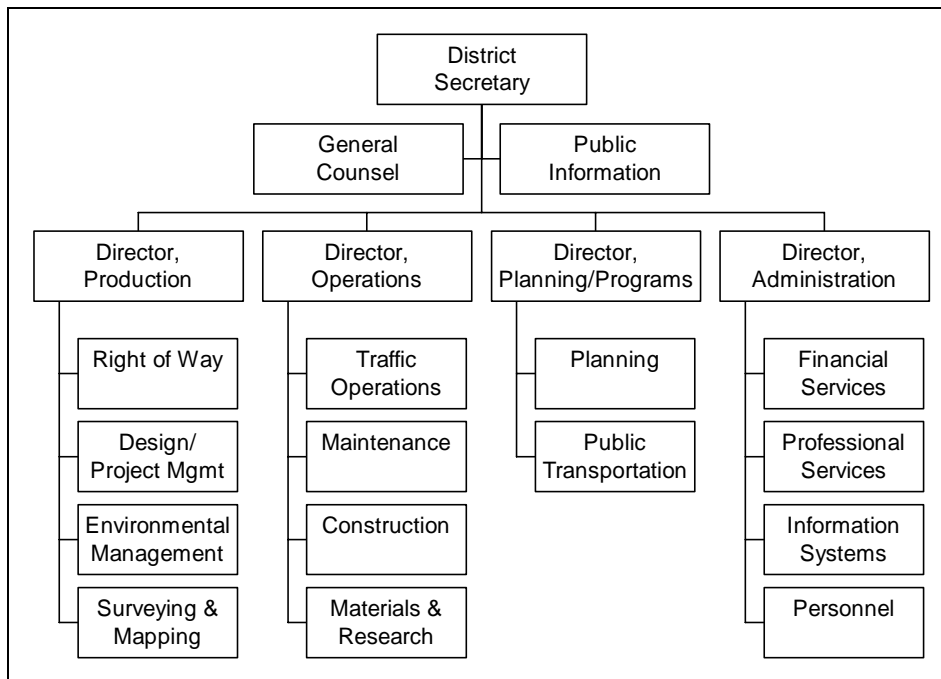 District
Secretary
General
Counsel
Public
Information
Director,
Production
Director,
Operations
Director,
Planning/Programs
Director,
Administration
Right of Way
Design/
Project Mgmt
Environmental
Management
Surveying &
Mapping
Traffic
Operations
Maintenance
Construction
Materials &
Research
Planning
Public
Transportation
Financial
Services
Professional
Services
Information
Systems
Personnel